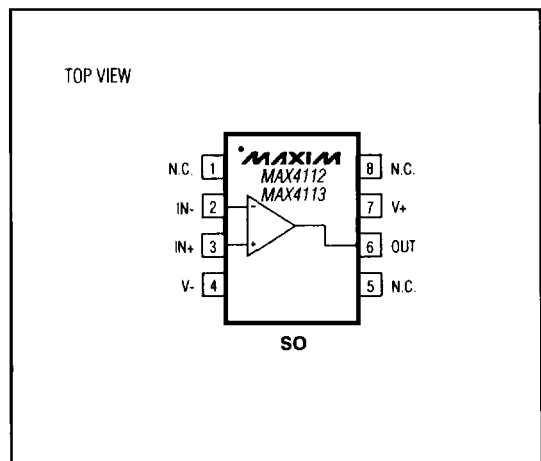 TOP VIEW
MAXIM
MAX4112
MAX4113
N.C. 1
IN- 2
IN+ 3
V- 4
8 N.C.
7 V+
6 OUT
5 N.C.
-
+
SO